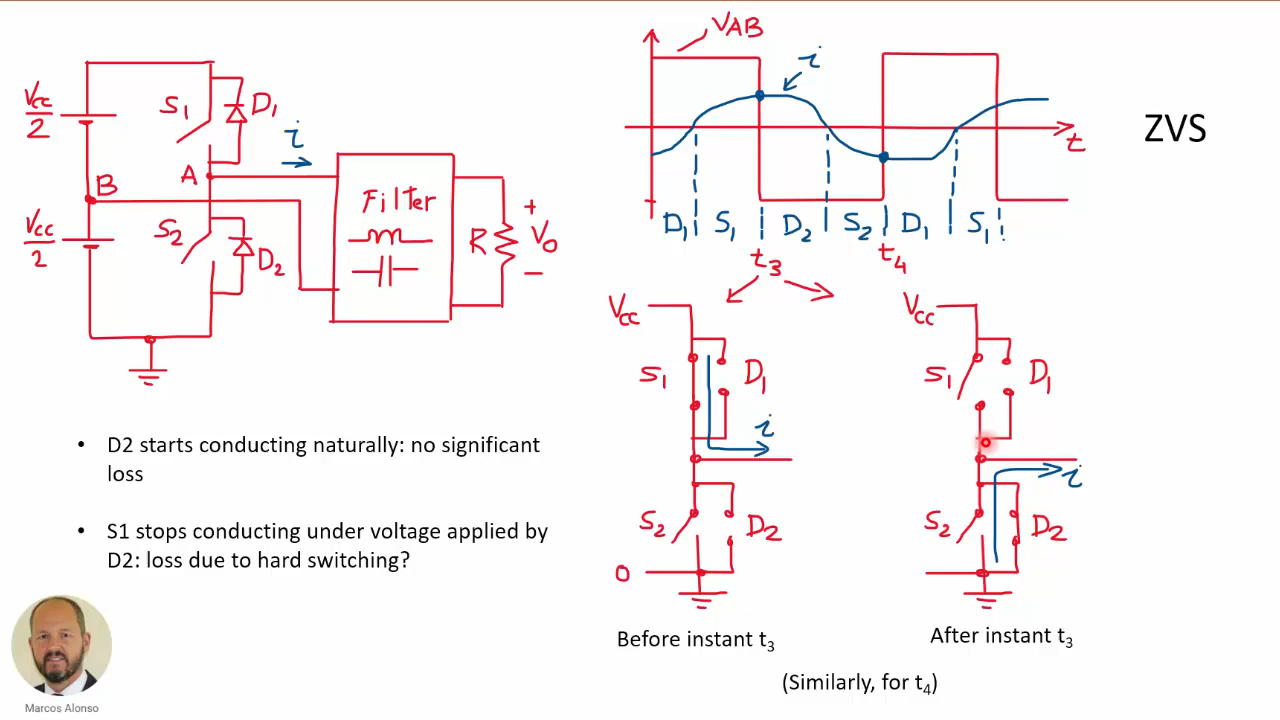 V_CC/2
S1
D1
i
A
B
V_CC/2
S2
D2
Filter
R
+
Vo
−
VAB
i
t
D1 S1 D2 S2 D1 S1
t3
t4
ZVS
VCC
S1
D1
i
S2
D2
0
Before instant t3
VCC
S1
D1
i
S2
D2
After instant t3
(Similarly, for t4)
• D2 starts conducting naturally: no significant
loss
• S1 stops conducting under voltage applied by
D2: loss due to hard switching?
Marcos Alonso